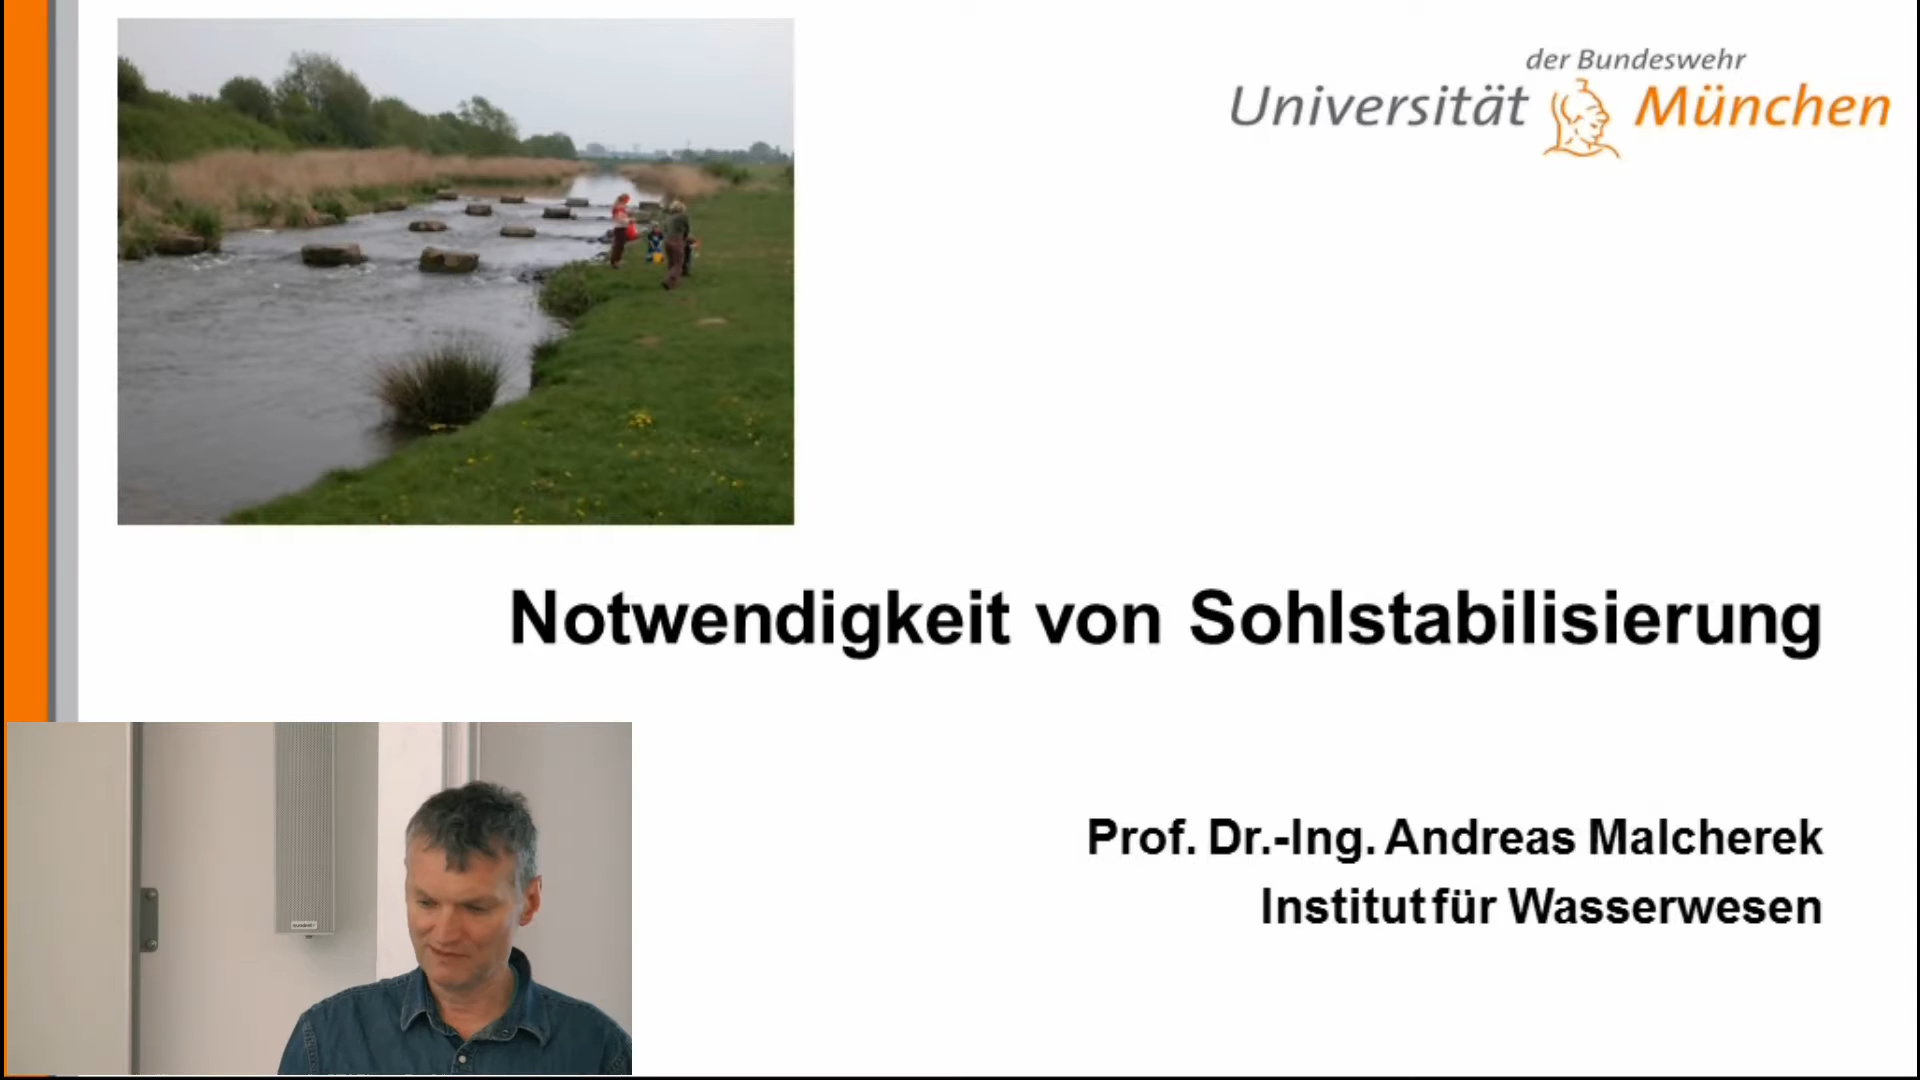 der Bundeswehr
Universität München
Notwendigkeit von Sohlstabilisierung
Prof. Dr.-Ing. Andreas Malcherek
Institut für Wasserwesen